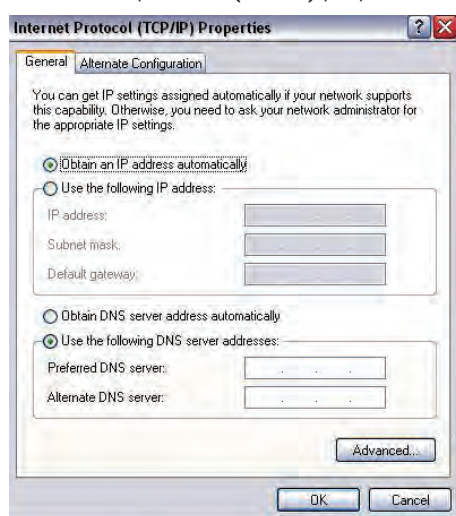 Internet Protocol (TCP/IP) Properties
General Alternate Configuration
You can get IP settings assigned automatically if your network supports
this capability. Otherwise, you need to ask your network administrator for
the appropriate IP settings.
Obtain an IP address automatically
Use the following IP address:
IP address:
Subnet mask:
Default gateway:
Obtain DNS server address automatically
Use the following DNS server addresses:
Preferred DNS server:
Alternate DNS server:
Advanced...
OK Cancel